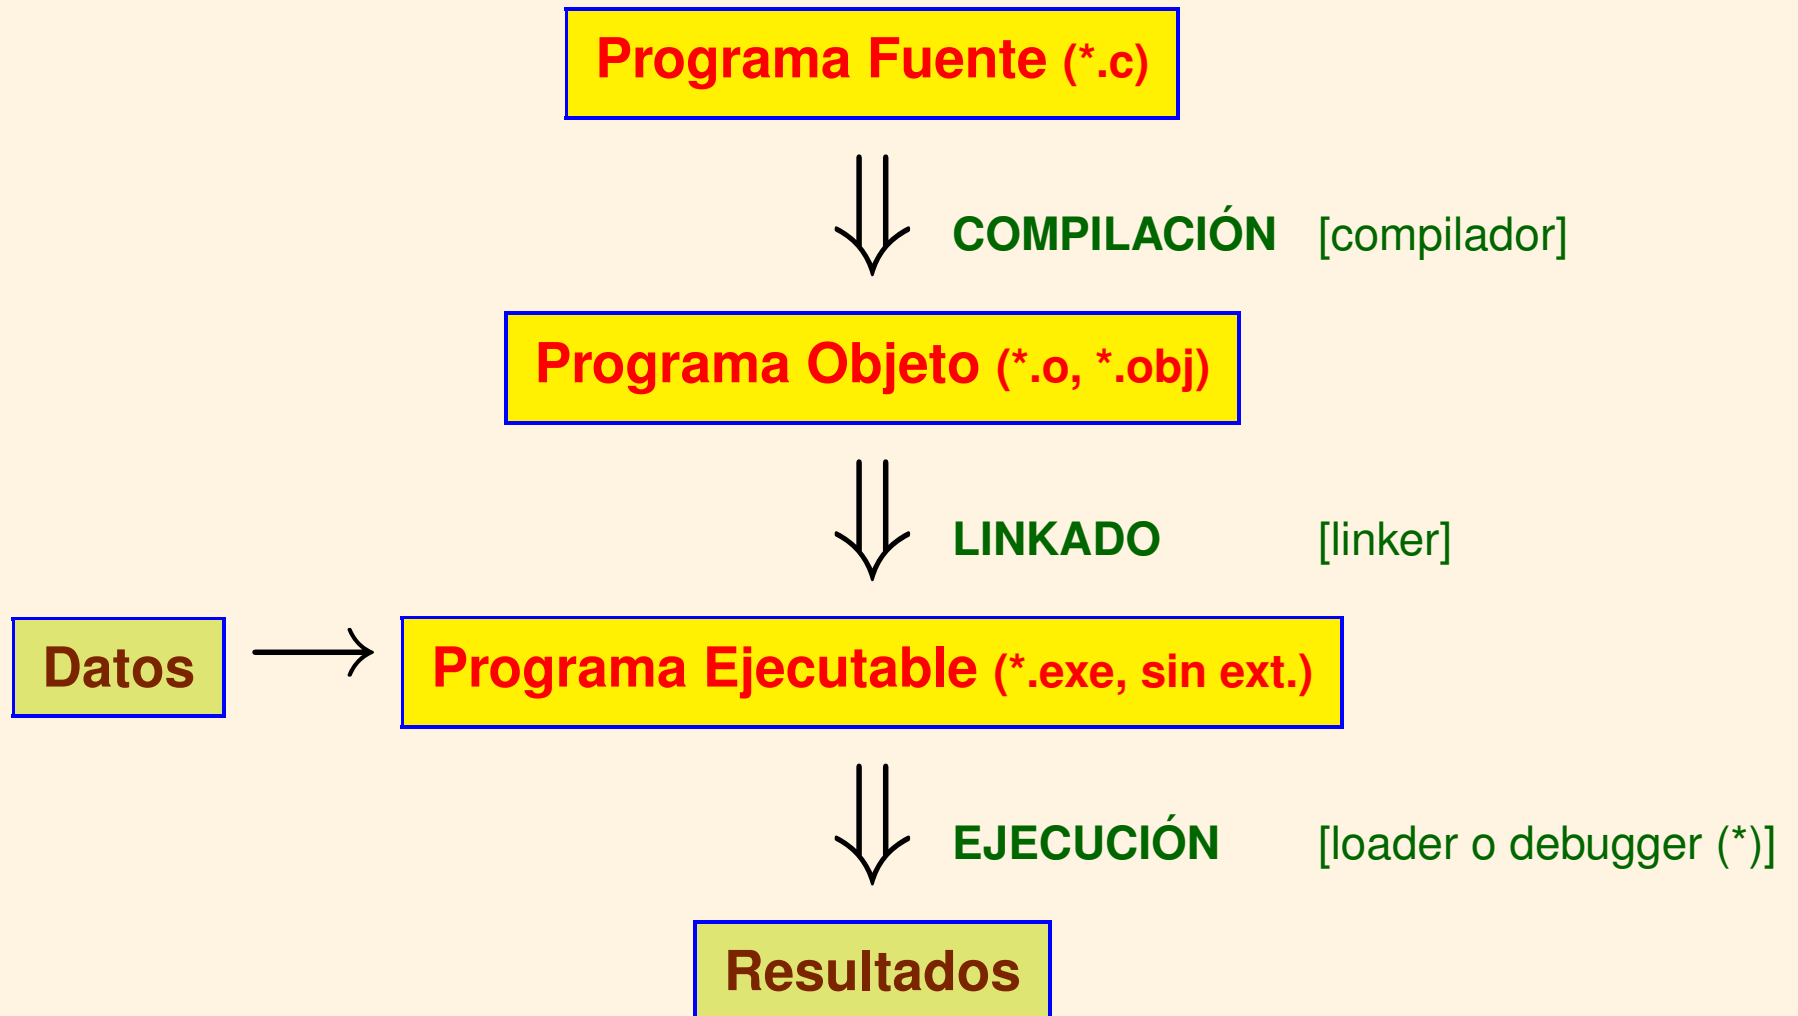 Programa Fuente (*.c)
COMPILACIÓN [compilador]
Programa Objeto (*.o, *.obj)
LINKADO [linker]
Datos
Programa Ejecutable (*.exe, sin ext.)
EJECUCIÓN [loader o debugger (*)]
Resultados